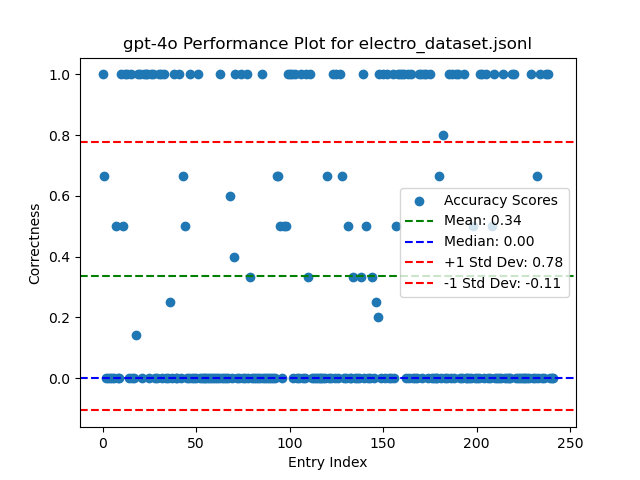 gpt-4o Performance Plot for electro_dataset.jsonl
1.0
0.8
0.6
0.4
0.2
0.0
Correctness
Accuracy Scores
Mean: 0.34
Median: 0.00
+1 Std Dev: 0.78
-1 Std Dev: -0.11
0 50 100 150 200 250
Entry Index